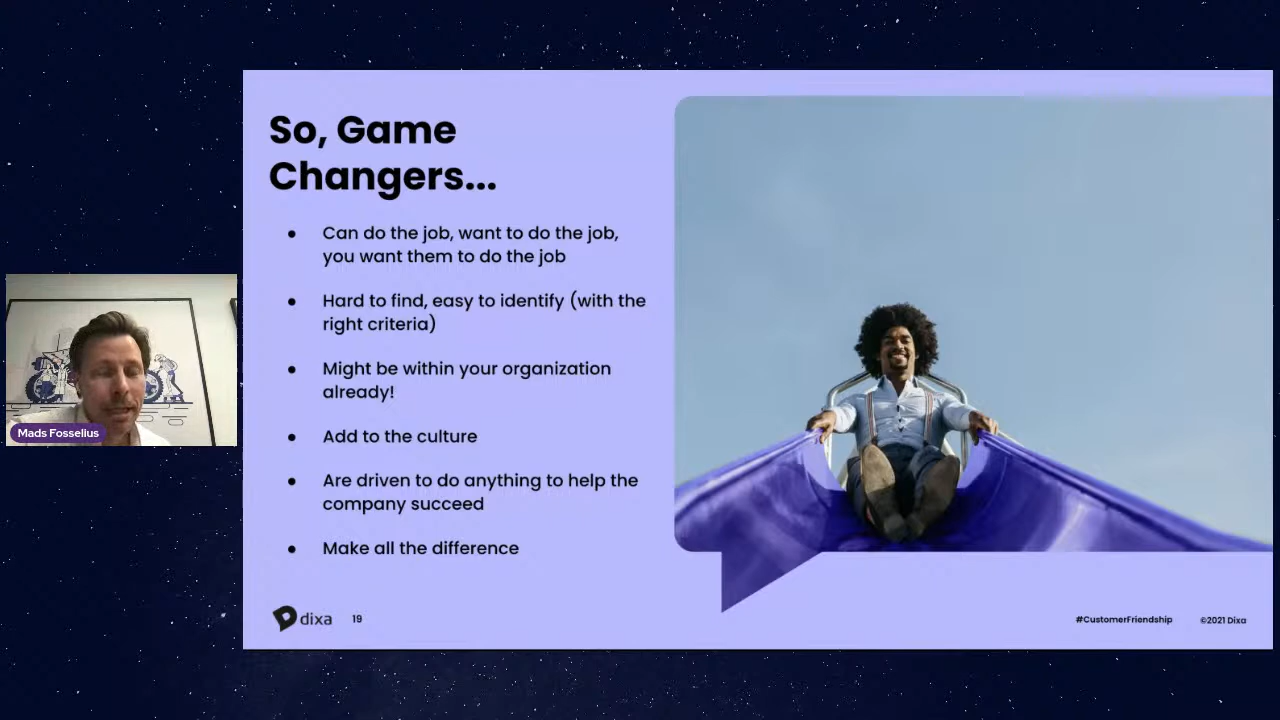 So, Game
Changers...
● Can do the job, want to do the job,
you want them to do the job
● Hard to find, easy to identify (with the
right criteria)
● Might be within your organization
already!
● Add to the culture
● Are driven to do anything to help the
company succeed
● Make all the difference
Mads Fosselius
dixa 19
#CustomerFriendship ©2021 Dixa